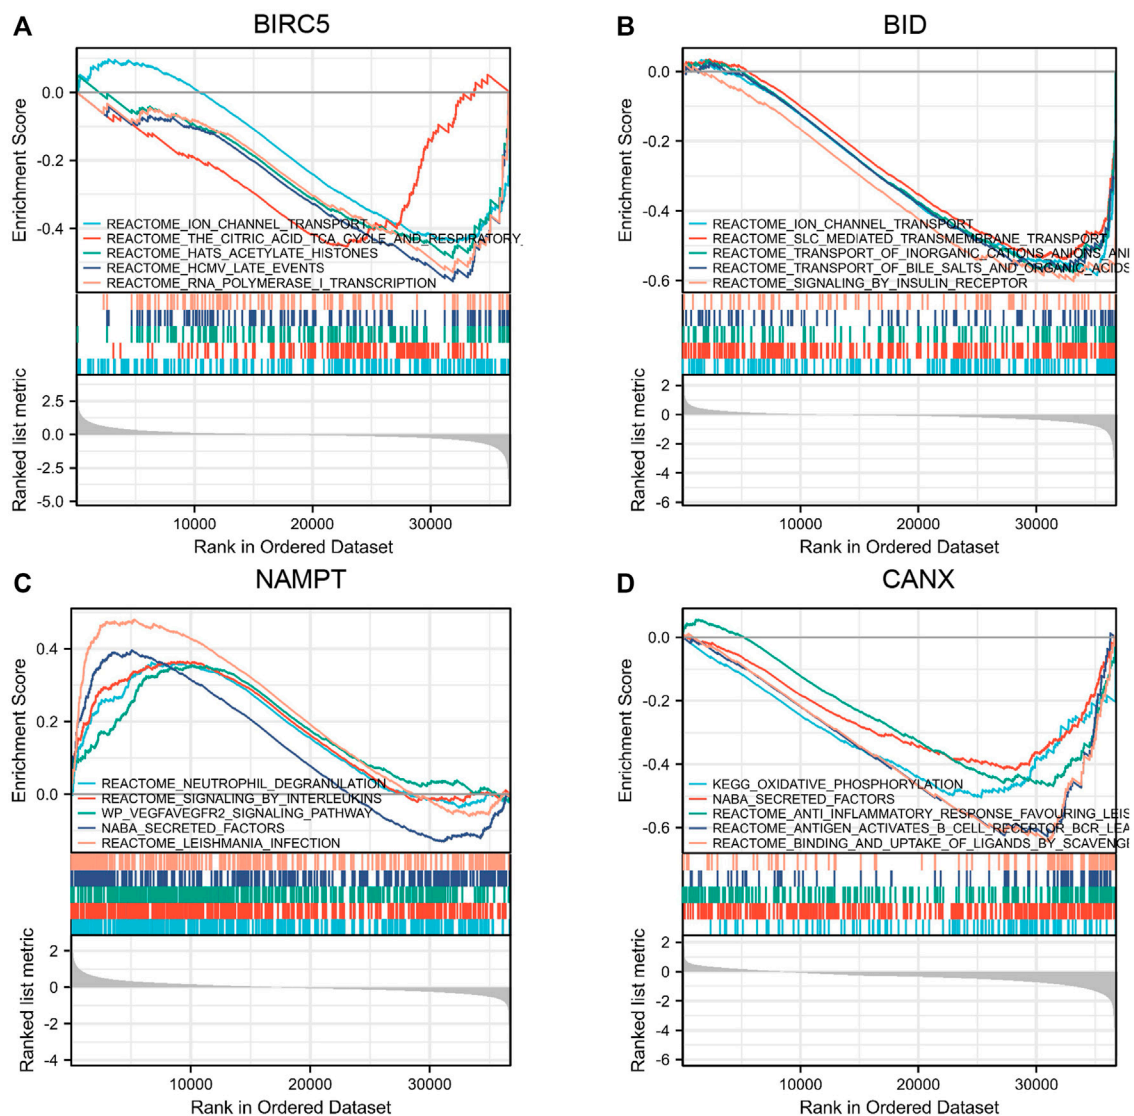 A
BIRC5
Enrichment Score
0.0
-0.2
-0.4
REACTOME_ION_CHANNEL_TRANSPORT
REACTOME_THE_CITRIC_ACID_TCA_CYCLE_AND_RESPIRATORY_
REACTOME_HATS_ACETYLATE_HISTONES
REACTOME_HCMV_LATE_EVENTS
REACTOME_RNA_POLYMERASE_I_TRANSCRIPTION
Ranked list metric
2.5
0.0
-2.5
-5.0
10000
20000
30000
Rank in Ordered Dataset
B
BID
Enrichment Score
0.0
-0.2
-0.4
-0.6
REACTOME_ION_CHANNEL_TRANSPORT
REACTOME_SLC_MEDIATED_TRANSMEMBRANE_TRANSPORT
REACTOME_TRANSPORT_OF_INORGANIC_CATIONS_ANIONS_ANI
REACTOME_TRANSPORT_OF_BILE_SALTS_AND_ORGANIC_ACIDS
REACTOME_SIGNALING_BY_INSULIN_RECEPTOR
Ranked list metric
2
0
-2
-4
-6
10000
20000
30000
Rank in Ordered Dataset
C
NAMPT
Enrichment Score
0.4
0.2
0.0
REACTOME_NEUTROPHIL_DEGRANULATION
REACTOME_SIGNALING_BY_INTERLEUKINS
WP_VEGFAVEGFR2_SIGNALING_PATHWAY
NABA_SECRETED_FACTORS
REACTOME_LEISHMANIA_INFECTION
Ranked list metric
2
0
-2
-4
10000
20000
30000
Rank in Ordered Dataset
D
CANX
Enrichment Score
0.0
-0.2
-0.4
-0.6
KEGG_OXIDATIVE_PHOSPHORYLATION
NABA_SECRETED_FACTORS
REACTOME_ANTI_INFLAMMATORY_RESPONSE_FAVOURING_LEIS
REACTOME_ANTIGEN_ACTIVATES_B_CELL_RECEPTOR_BCR_LEA
REACTOME_BINDING_AND_UPTAKE_OF_LIGANDS_BY_SCAVENGE
Ranked list metric
2
0
-2
-4
-6
10000
20000
30000
Rank in Ordered Dataset